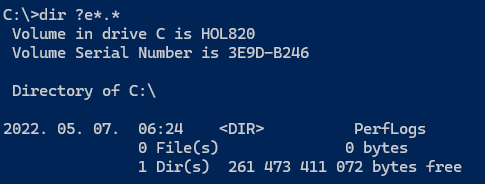 C:\>dir ?e*.*
 Volume in drive C is HOL820
 Volume Serial Number is 3E9D-B246
 Directory of C:\
2022. 05. 07.  06:24    <DIR>          PerfLogs
               0 File(s)              0 bytes
               1 Dir(s)  261 473 411 072 bytes free